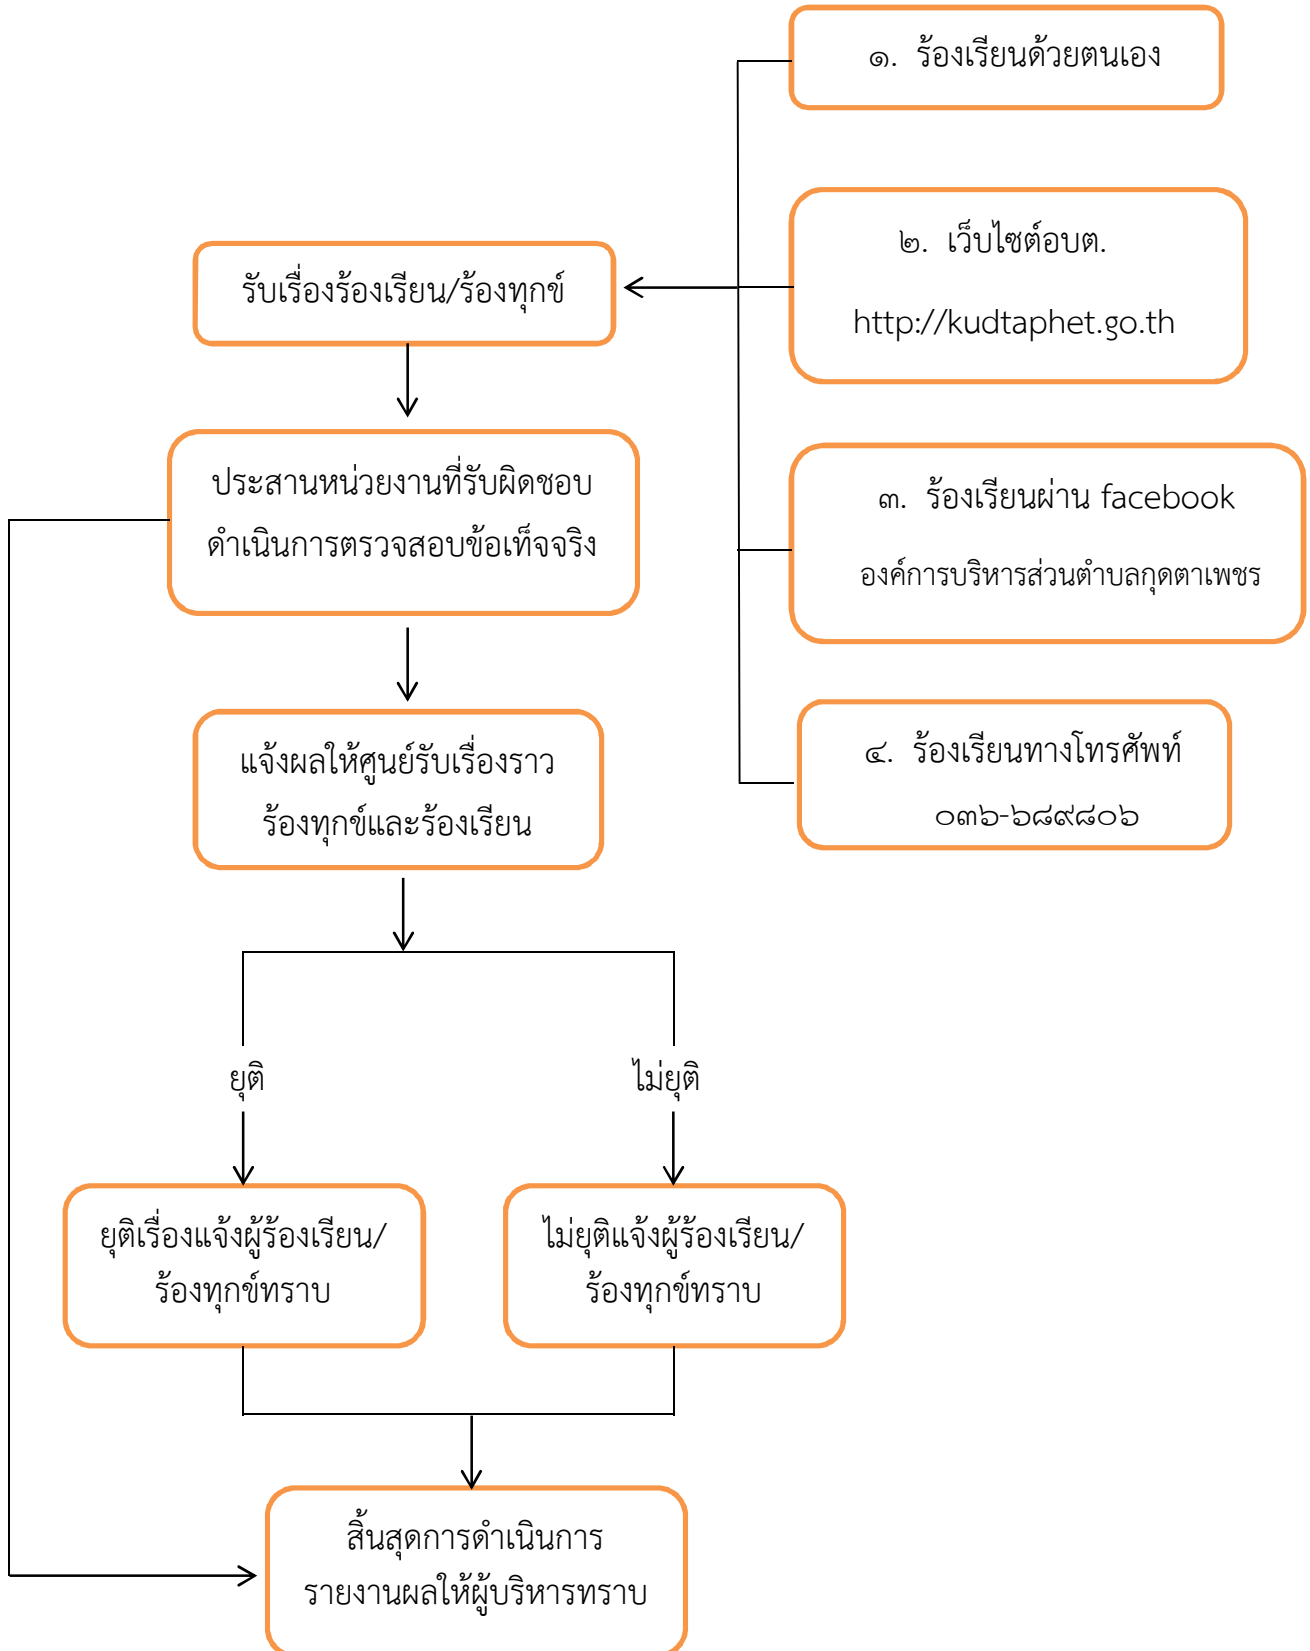 ๑. ร้องเรียนด้วยตนเอง
๒. เว็บไซต์อบต.
http://kudtaphet.go.th
รับเรื่องร้องเรียน/ร้องทุกข์
ประสานหน่วยงานที่รับผิดชอบ
ดำเนินการตรวจสอบข้อเท็จจริง
๓. ร้องเรียนผ่าน facebook
องค์การบริหารส่วนตำบลกุดตาเพชร
แจ้งผลให้ศูนย์รับเรื่องราว
ร้องทุกข์และร้องเรียน
๔. ร้องเรียนทางโทรศัพท์
๐๓๖-๖๘๙๘๐๖
ยุติ
ไม่ยุติ
ยุติเรื่องแจ้งผู้ร้องเรียน/
ร้องทุกข์ทราบ
ไม่ยุติแจ้งผู้ร้องเรียน/
ร้องทุกข์ทราบ
สิ้นสุดการดำเนินการ
รายงานผลให้ผู้บริหารทราบ